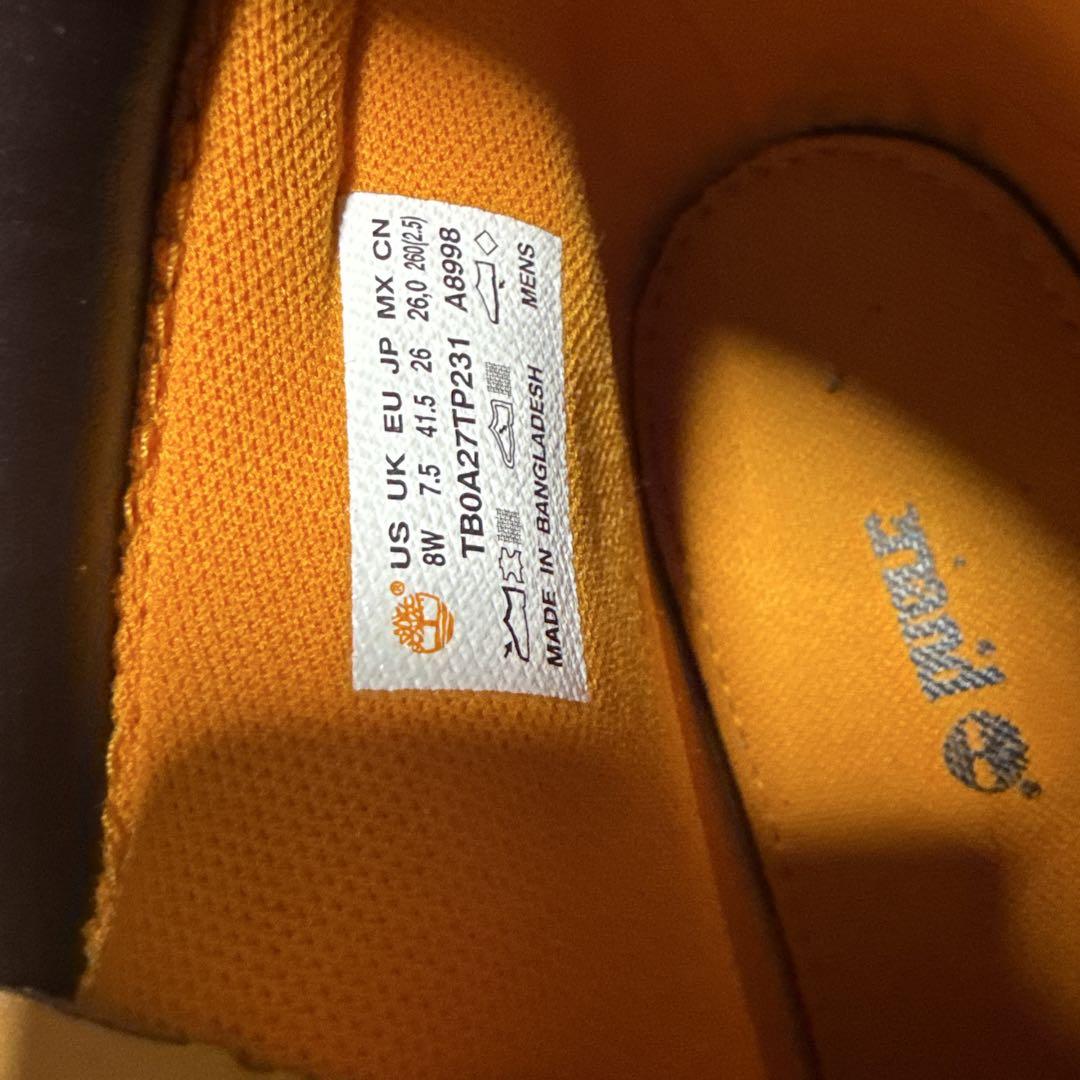 US UK EU JP MX CN
8W 7.5 41.5 26 26,0 260(2.5)
TB0A27TP231 A8998
MENS
MADE IN BANGLADESH